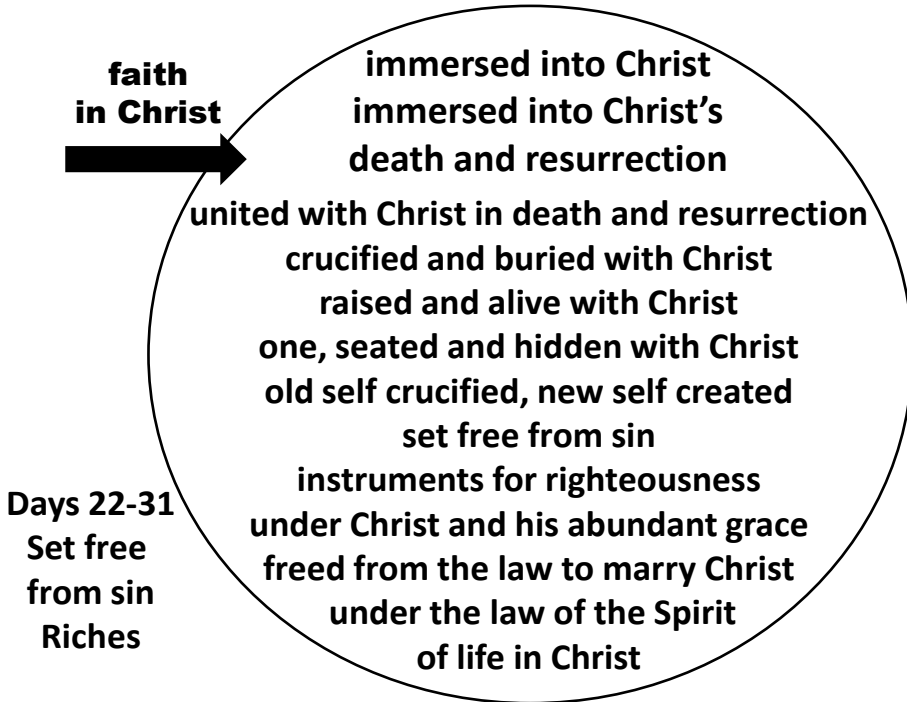 faith
in Christ
immersed into Christ
immersed into Christ’s
death and resurrection
united with Christ in death and resurrection
crucified and buried with Christ
raised and alive with Christ
one, seated and hidden with Christ
old self crucified, new self created
set free from sin
instruments for righteousness
under Christ and his abundant grace
freed from the law to marry Christ
under the law of the Spirit
of life in Christ
Days 22-31
Set free
from sin
Riches